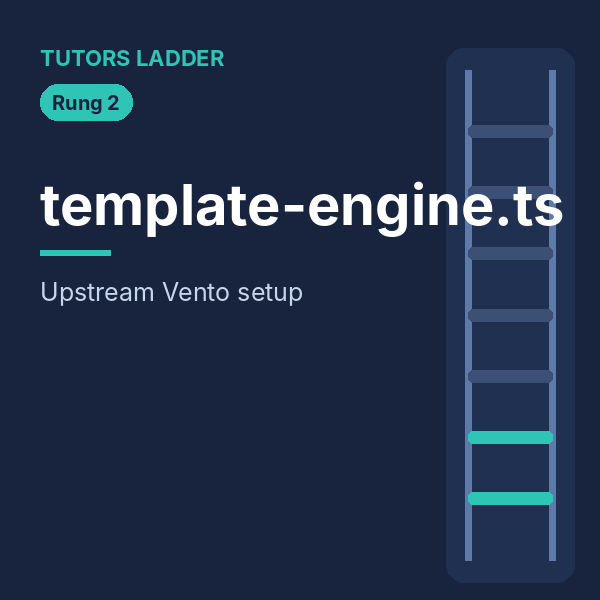 TUTORS LADDER
Rung 2
template-engine.ts
Upstream Vento setup